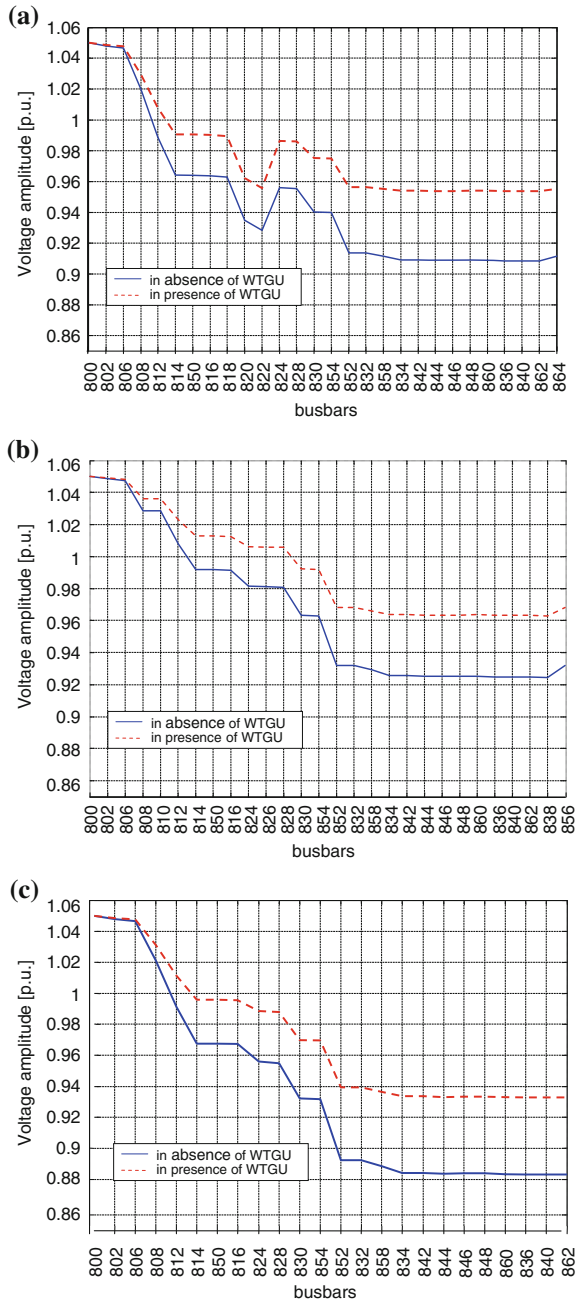 (a)
1.06
1.04
1.02
1
0.98
0.96
0.94
0.92
0.9
0.88
0.86
Voltage amplitude [p.u.]
in absence of WTGU
in presence of WTGU
800 802 806 808 810 814 850 816 818 820 822 824 828 830 854 852 832 858 834 842 844 846 848 860 836 840 862 864
busbars
(b)
1.06
1.04
1.02
1
0.98
0.96
0.94
0.92
0.9
0.88
0.86
Voltage amplitude [p.u.]
in absence of WTGU
in presence of WTGU
800 802 806 808 810 812 814 850 816 824 826 828 830 854 852 832 858 834 842 844 846 848 860 836 840 862 838 856
busbars
(c)
1.06
1.04
1.02
1
0.98
0.96
0.94
0.92
0.9
0.88
0.86
Voltage amplitude [p.u.]
in absence of WTGU
in presence of WTGU
800 802 806 808 812 814 850 816 824 828 830 854 852 832 858 834 842 844 846 848 860 836 840 862
busbars